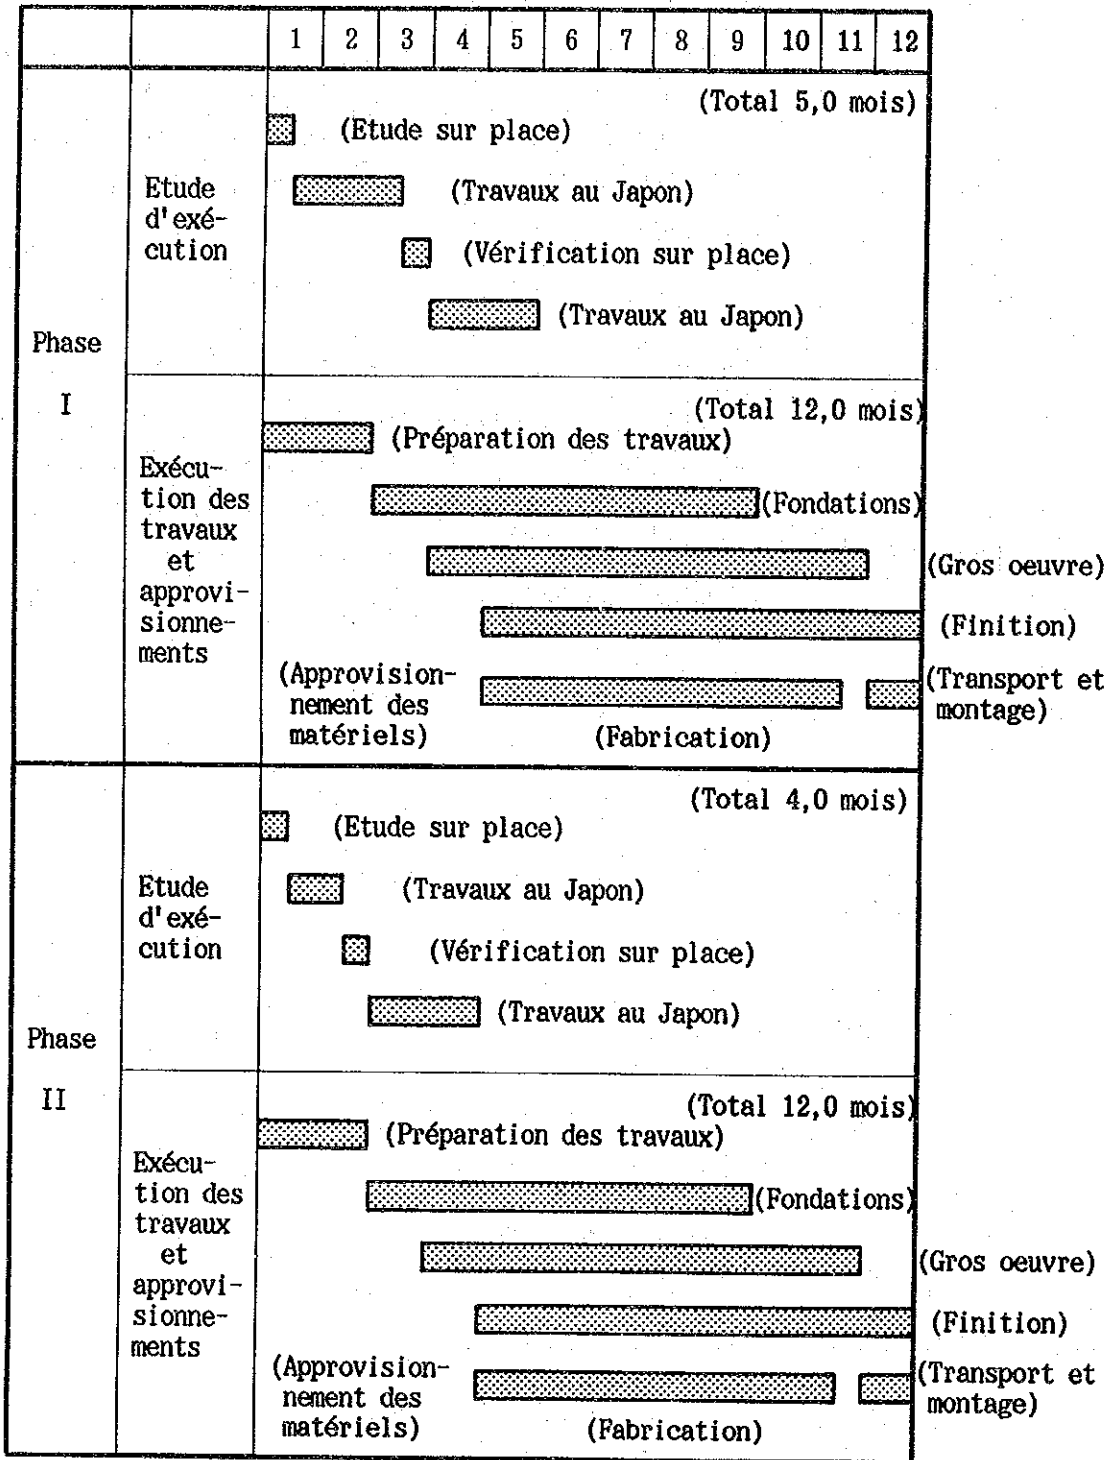 1 2 3 4 5 6 7 8 9 10 11 12
Phase
I
Etude
d'exé-
cution
(Total 5,0 mois)
(Etude sur place)
(Travaux au Japon)
(Vérification sur place)
(Travaux au Japon)
Exécu-
tion des
travaux
et
approvi-
sionne-
ments
(Total 12,0 mois)
(Préparation des travaux)
(Fondations)
(Gros oeuvre)
(Finition)
(Approvision-
nement des
matériels)
(Fabrication)
(Transport et
montage)
Phase
II
Etude
d'exé-
cution
(Total 4,0 mois)
(Etude sur place)
(Travaux au Japon)
(Vérification sur place)
(Travaux au Japon)
Exécu-
tion des
travaux
et
approvi-
sionne-
ments
(Total 12,0 mois)
(Préparation des travaux)
(Fondations)
(Gros oeuvre)
(Finition)
(Approvision-
nement des
matériels)
(Fabrication)
(Transport et
montage)